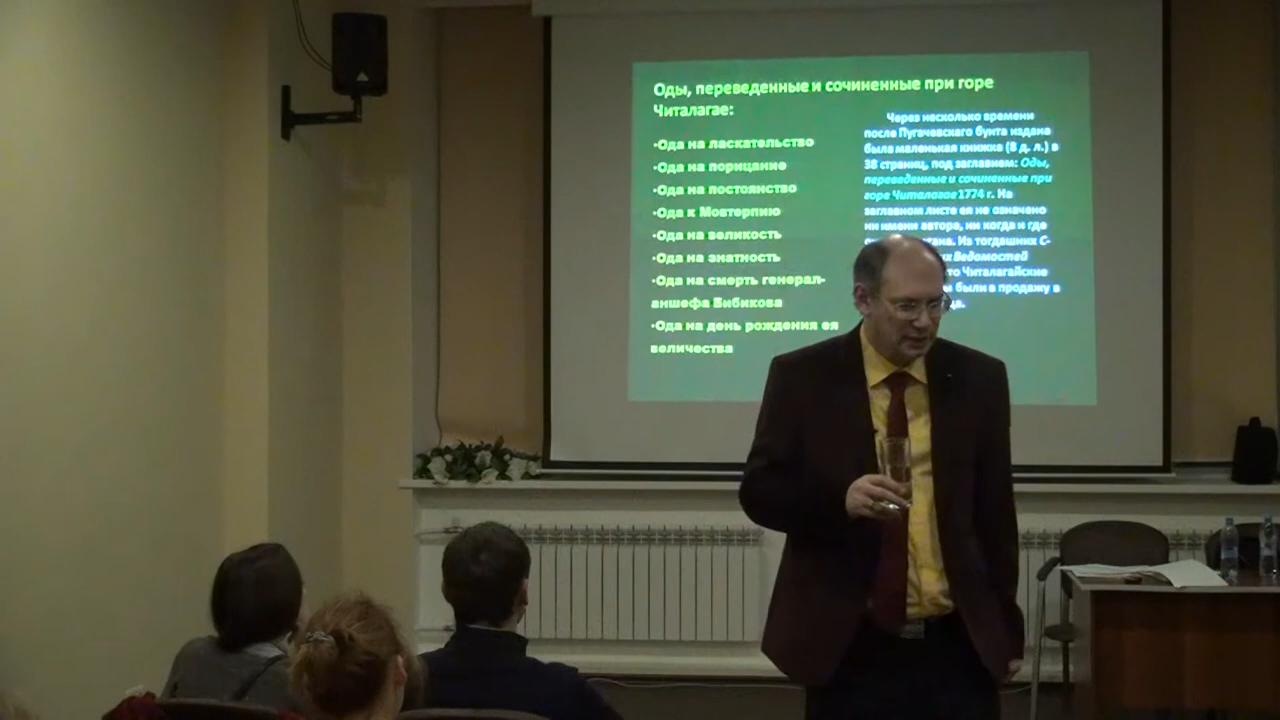 Оды, переведенные и сочиненные при горе
Читалагае:
•Ода на ласкательство
•Ода на порицание
•Ода на постоянство
•Ода к Мовтерпию
•Ода на великость
•Ода на знатность
•Ода на смерть генерал-
аншефа Бибикова
•Ода на день рождения ея
величества
Через несколько времени
после Пугачевскаго бунта издана
была маленькая книжка (8 д. л.) в
38 страниц, под заглавием: Оды,
переведенные и сочиненные при
горе Читалагае 1774 г. На
заглавном листе ея не означено
ни имени автора, ни когда и где
Из тогдашних С-
Ведомостей
Читалагайские
были в продажу в